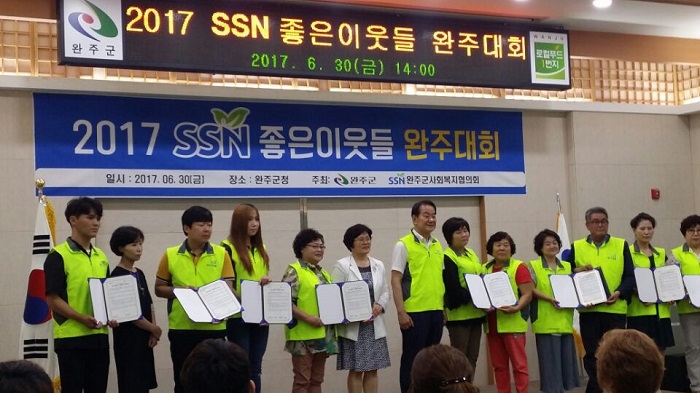 완주군
2017 SSN 좋은이웃들 완주대회
2017. 6. 30(금) 14:00
WANJU
로컬푸드
1번지
2017 SSN 좋은이웃들 완주대회
일시 : 2017. 06. 30(금) 장소 : 완주군청 주최 : 완주군 SSN 완주군사회복지협의회